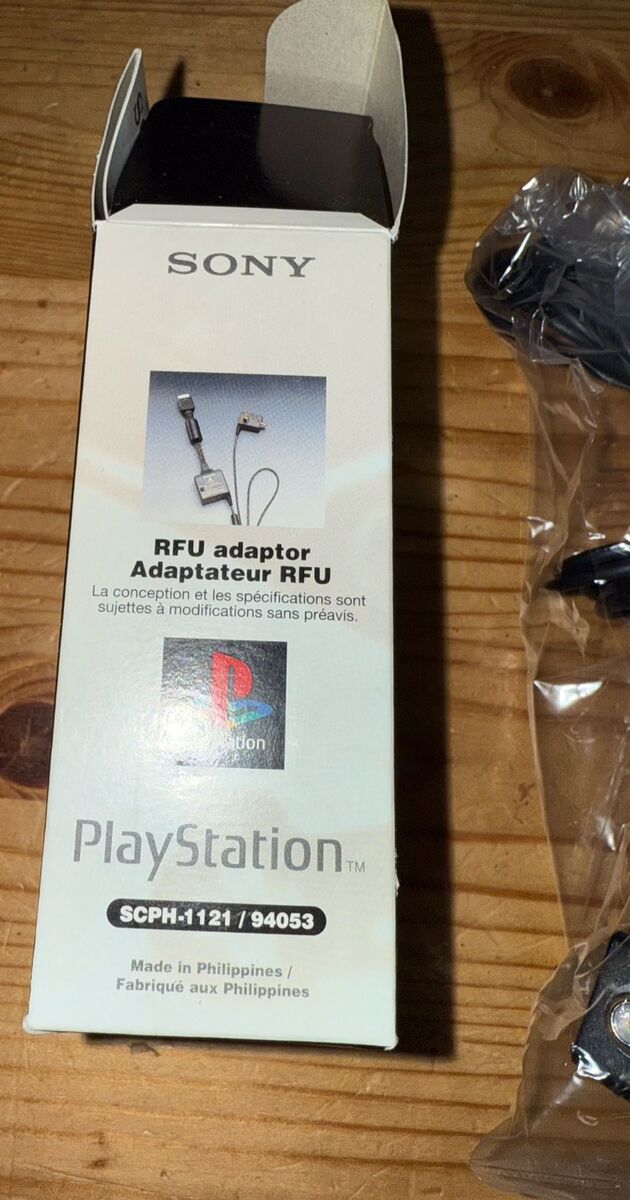 SONY
RFU adaptor
Adaptateur RFU
La conception et les spécifications sont
sujettes à modifications sans préavis.
PlayStation™
SCPH-1121 / 94053
Made in Philippines /
Fabriqué aux Philippines